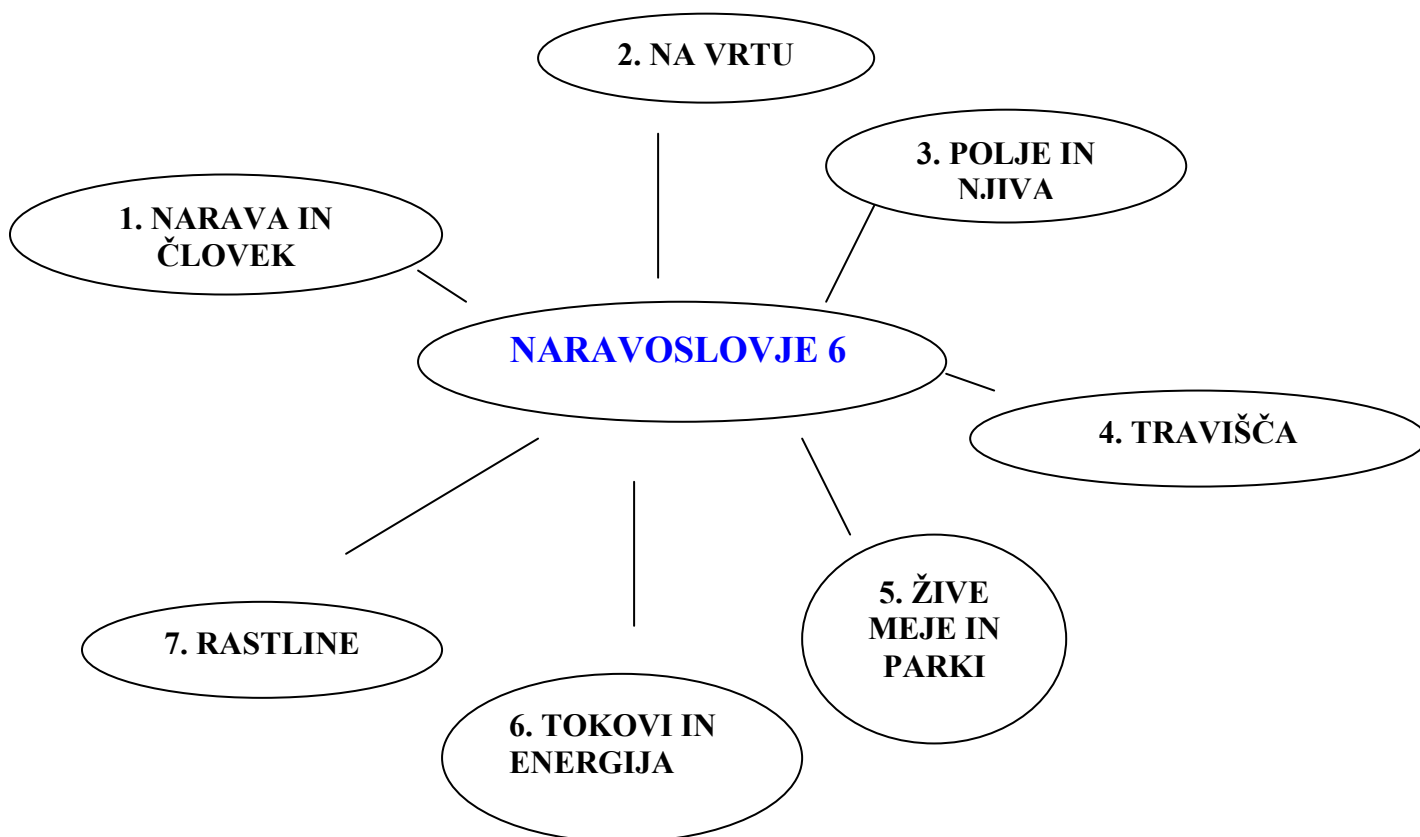 2. NA VRTU
3. POLJE IN
NJIVA
1. NARAVA IN
ČLOVEK
NARAVOSLOVJE 6
4. TRAVIŠČA
5. ŽIVE
MEJE IN
PARKI
7. RASTLINE
6. TOKOVI IN
ENERGIJA